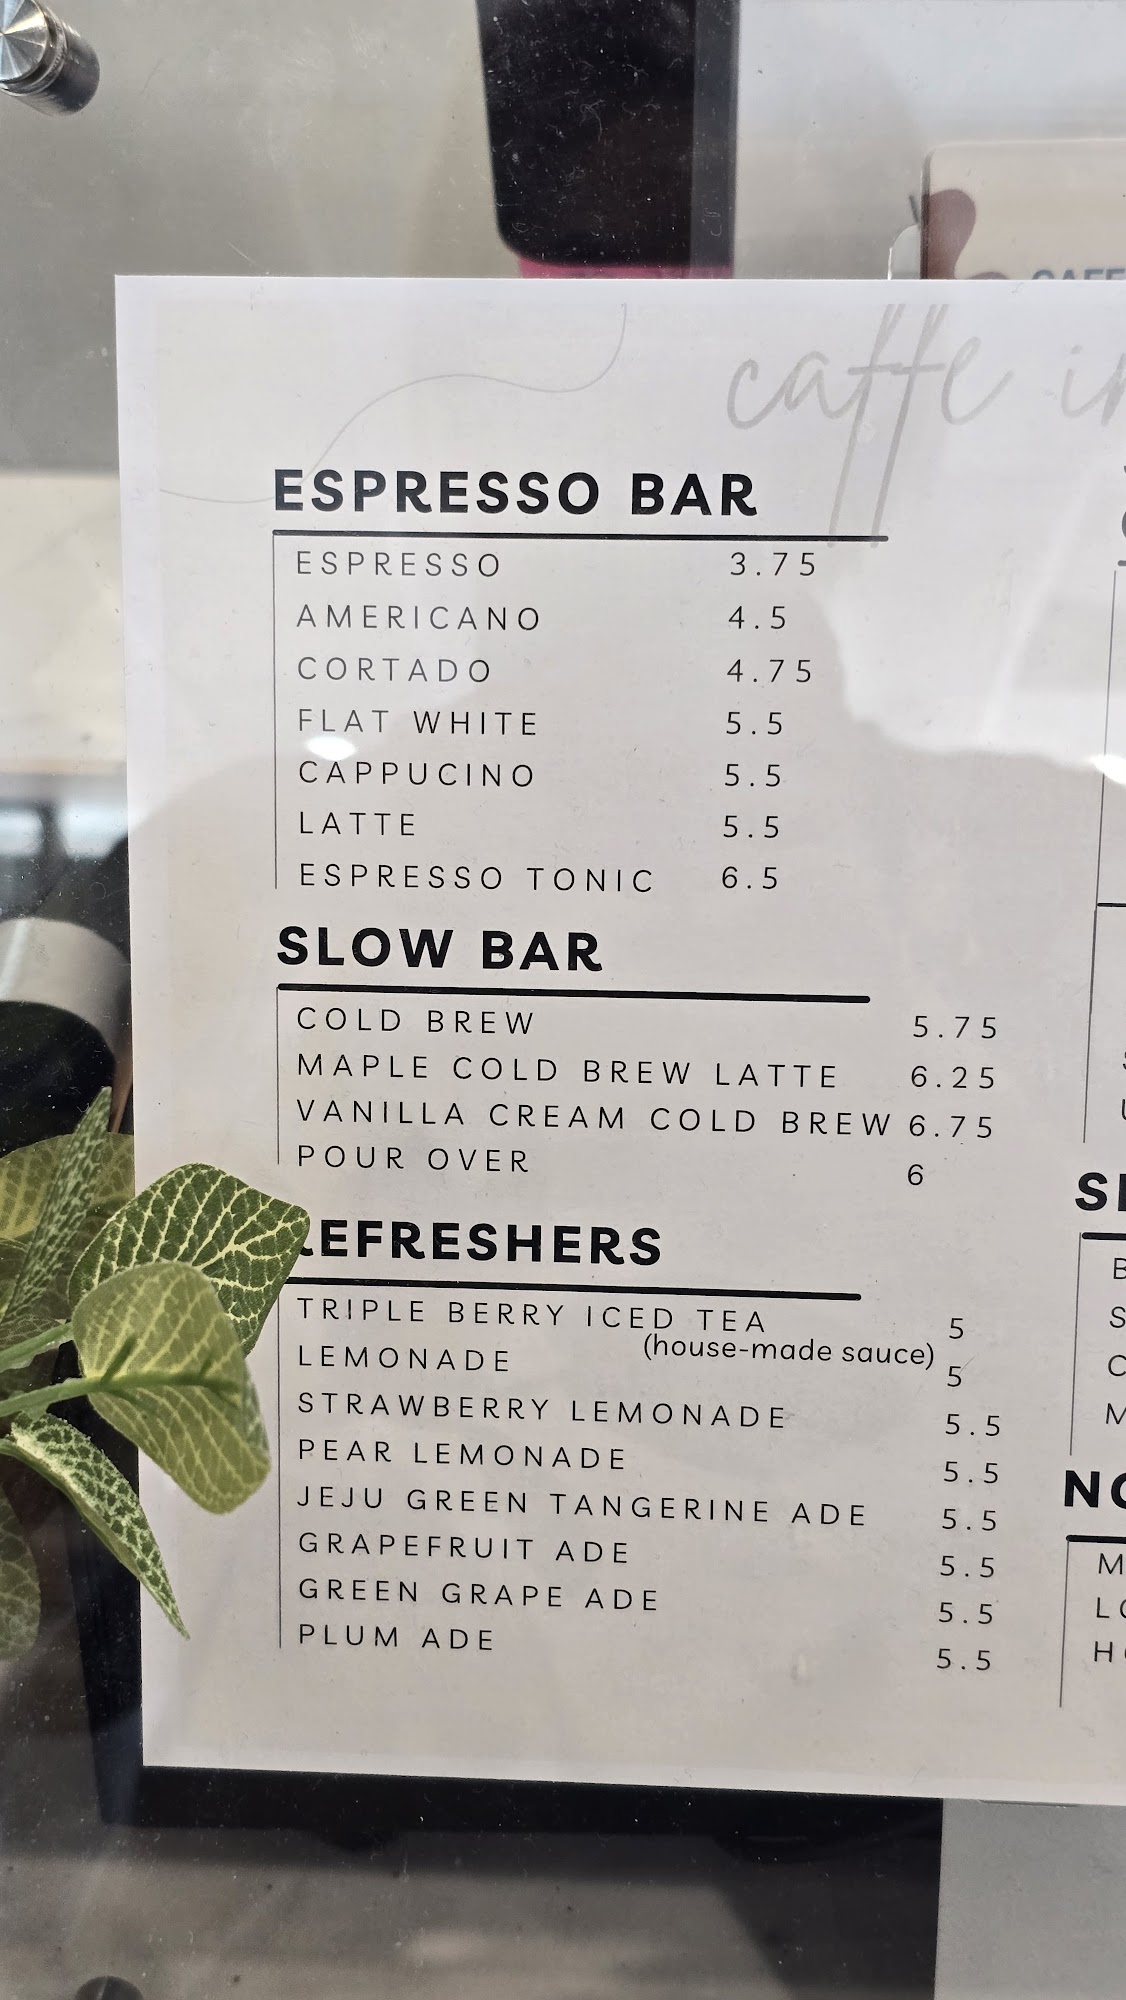 CAFE
caffe
ESPRESSO BAR
ESPRESSO 3.75
AMERICANO 4.5
CORTADO 4.75
FLAT WHITE 5.5
CAPPUCINO 5.5
LATTE 5.5
ESPRESSO TONIC 6.5
SLOW BAR
COLD BREW 5.75
MAPLE COLD BREW LATTE 6.25
VANILLA CREAM COLD BREW 6.75
POUR OVER 6
REFRESHERS
TRIPLE BERRY ICED TEA 5
(house-made sauce)
LEMONADE 5
STRAWBERRY LEMONADE 5.5
PEAR LEMONADE 5.5
JEJU GREEN TANGERINE ADE 5.5
GRAPEFRUIT ADE 5.5
GREEN GRAPE ADE 5.5
PLUM ADE 5.5